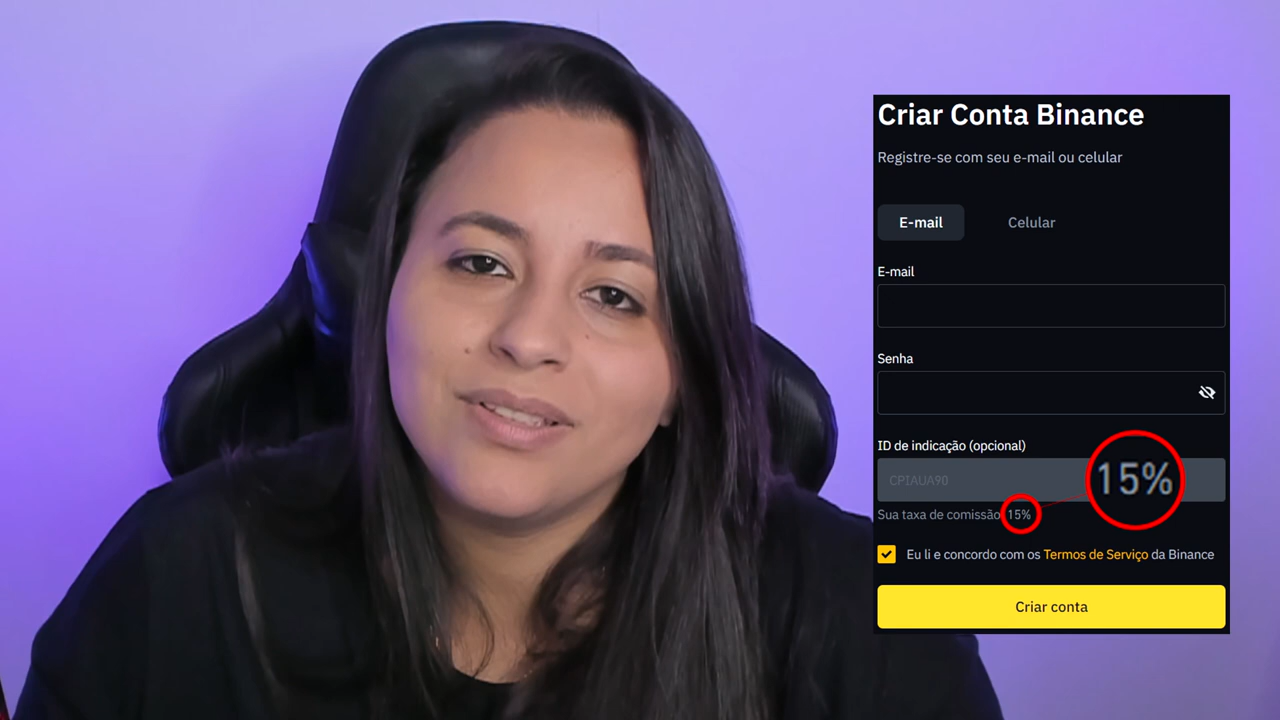 Criar Conta Binance
Registre-se com seu e-mail ou celular
E-mail Celular
E-mail
Senha
ID de indicação (opcional)
CPIAUA90
15%
Sua taxa de comissão 15%
Eu li e concordo com os Termos de Serviço da Binance
Criar conta